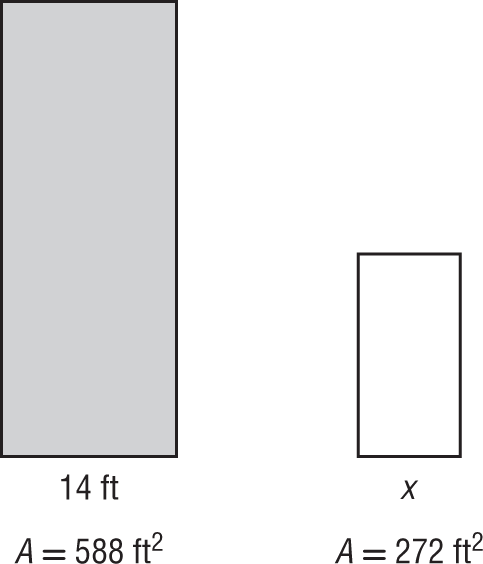 14 ft
x
A = 588 ft²
A = 272 ft²